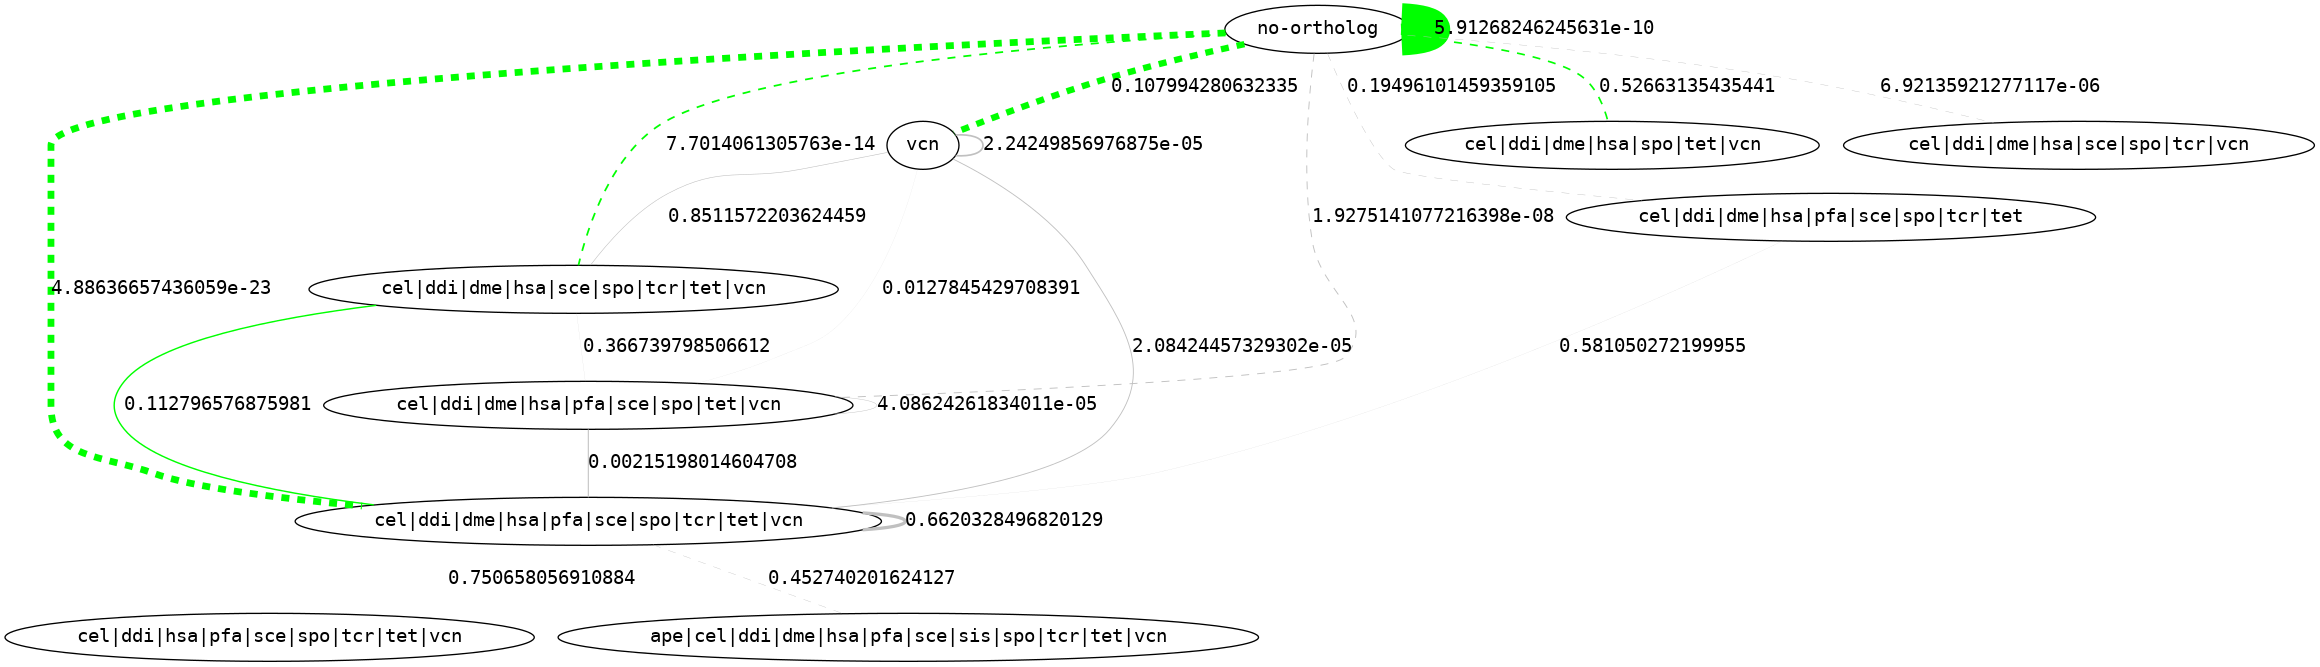 no-ortholog
5.91268246245631e-10
0.107994280632335
0.19496101459359105
0.52663135435441
6.92135921277117e-06
7.7014061305763e-14
vcn
2.24249856976875e-05
cel|ddi|dme|hsa|spo|tet|vcn
cel|ddi|dme|hsa|sce|spo|tcr|vcn
0.8511572203624459
1.9275141077216398e-08
cel|ddi|dme|hsa|pfa|sce|spo|tcr|tet
4.88636657436059e-23
cel|ddi|dme|hsa|sce|spo|tcr|tet|vcn
0.0127845429708391
0.366739798506612
2.08424457329302e-05
0.581050272199955
0.112796576875981
cel|ddi|dme|hsa|pfa|sce|spo|tet|vcn
4.08624261834011e-05
0.00215198014604708
cel|ddi|dme|hsa|pfa|sce|spo|tcr|tet|vcn
0.6620328496820129
0.750658056910884
0.452740201624127
cel|ddi|hsa|pfa|sce|spo|tcr|tet|vcn
ape|cel|ddi|dme|hsa|pfa|sce|sis|spo|tcr|tet|vcn